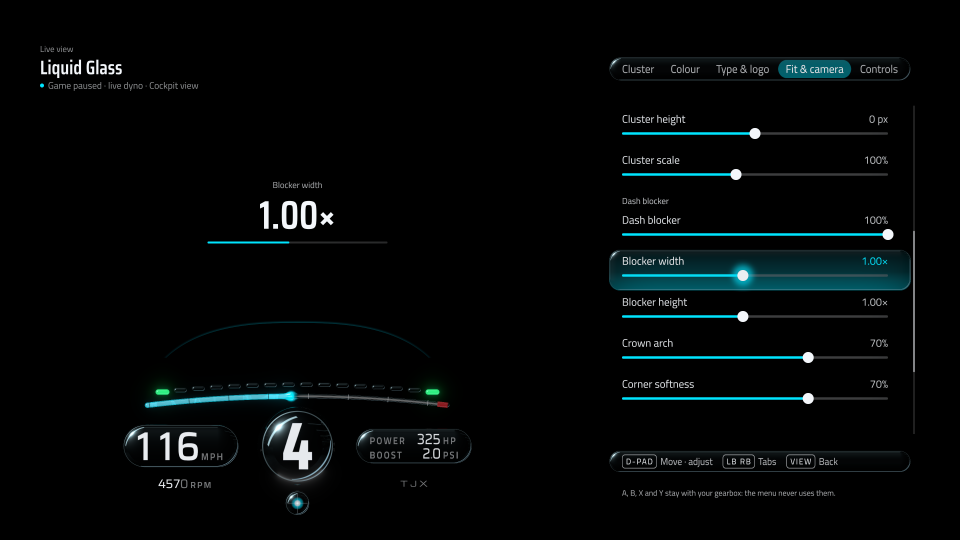 Live view
Liquid Glass
Game paused · live dyno · Cockpit view
Cluster Colour Type & logo Fit & camera Controls
Cluster height 0 px
Cluster scale 100%
Dash blocker
Dash blocker 100%
Blocker width 1.00×
Blocker height 1.00×
Crown arch 70%
Corner softness 70%
Blocker width
1.00×
116 MPH
4570 RPM
4
POWER 325 HP
BOOST 2.0 PSI
TJX
D-PAD Move · adjust LB RB Tabs VIEW Back
A, B, X and Y stay with your gearbox: the menu never uses them.